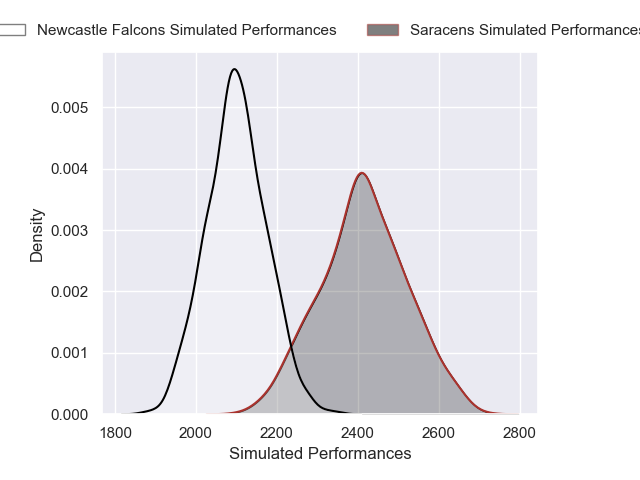 Newcastle Falcons Simulated Performances Saracens Simulated Performances
0.005
0.004
0.003
0.002
0.001
0.000
Density
1800 2000 2200 2400 2600 2800
Simulated Performances